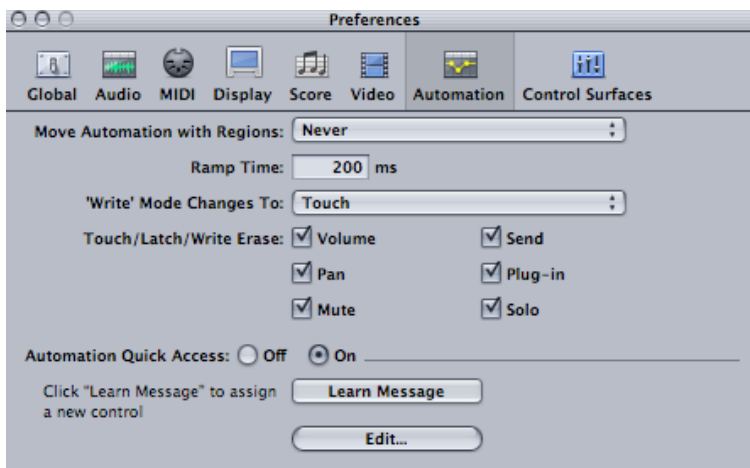 Preferences
Global Audio MIDI Display Score Video Automation Control Surfaces
Move Automation with Regions: Never
Ramp Time: 200 ms
'Write' Mode Changes To: Touch
Touch/Latch/Write Erase: Volume Send
Pan Plug-in
Mute Solo
Automation Quick Access: Off On
Click "Learn Message" to assign Learn Message
a new control
Edit...